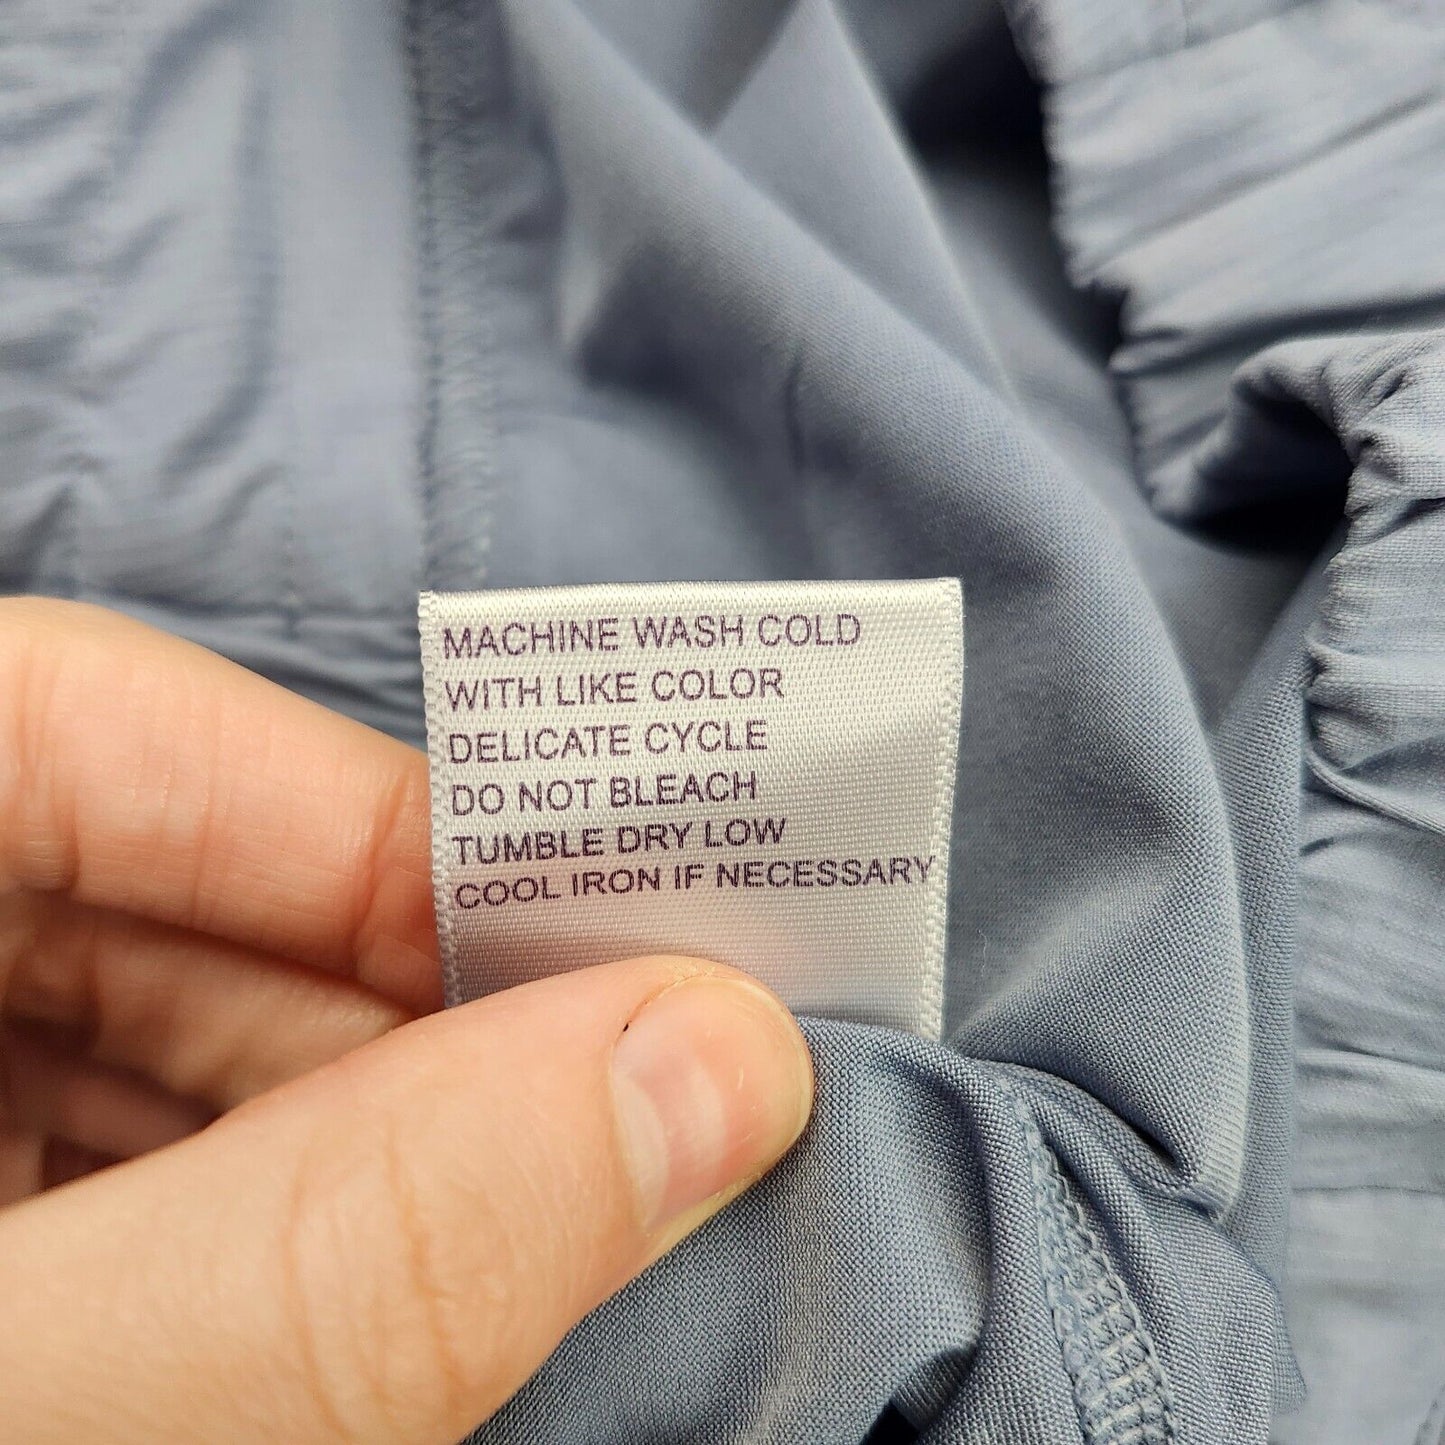 MACHINE WASH COLD
WITH LIKE COLOR
DELICATE CYCLE
DO NOT BLEACH
TUMBLE DRY LOW
COOL IRON IF NECESSARY